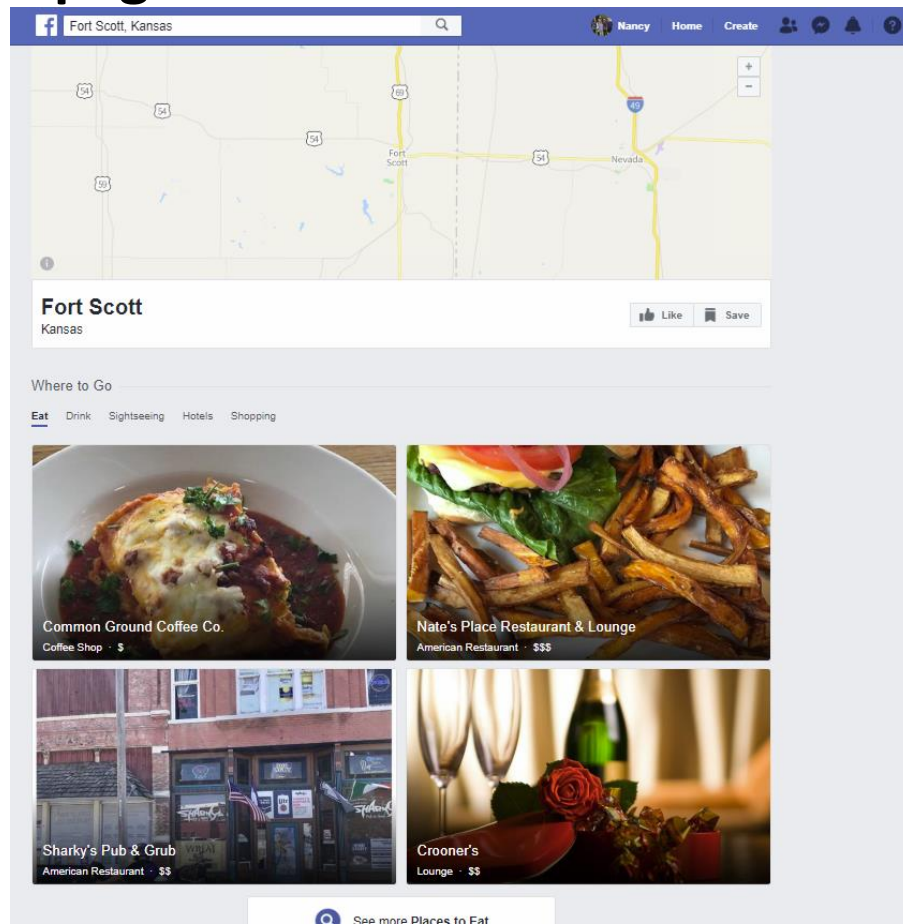 f Fort Scott, Kansas Nancy Home Create
54
69
+
-
54
49
54
Fort
Scott
54
Nevada
59
Fort Scott
Kansas
Like Save
Where to Go
Eat Drink Sightseeing Hotels Shopping
Common Ground Coffee Co.
Coffee Shop · $
Nate's Place Restaurant & Lounge
American Restaurant · $$$
Sharky's Pub & Grub
American Restaurant · $$
Crooner's
Lounge · $$
See more Places to Eat